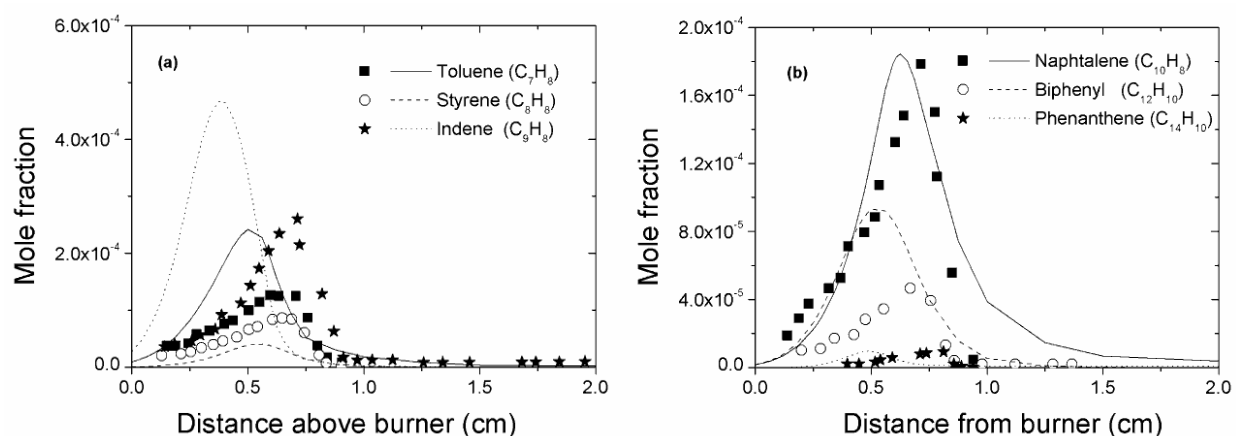 6.0x10⁻⁴
4.0x10⁻⁴
2.0x10⁻⁴
0.0
Mole fraction
(a)
Toluene (C₇H₈)
Styrene (C₈H₈)
Indene (C₉H₈)
0.0 0.5 1.0 1.5 2.0
Distance above burner (cm)
2.0x10⁻⁴
1.6x10⁻⁴
1.2x10⁻⁴
8.0x10⁻⁵
4.0x10⁻⁵
0.0
Mole fraction
(b)
Naphtalene (C₁₀H₈)
Biphenyl (C₁₂H₁₀)
Phenanthene (C₁₄H₁₀)
0.0 0.5 1.0 1.5 2.0
Distance from burner (cm)